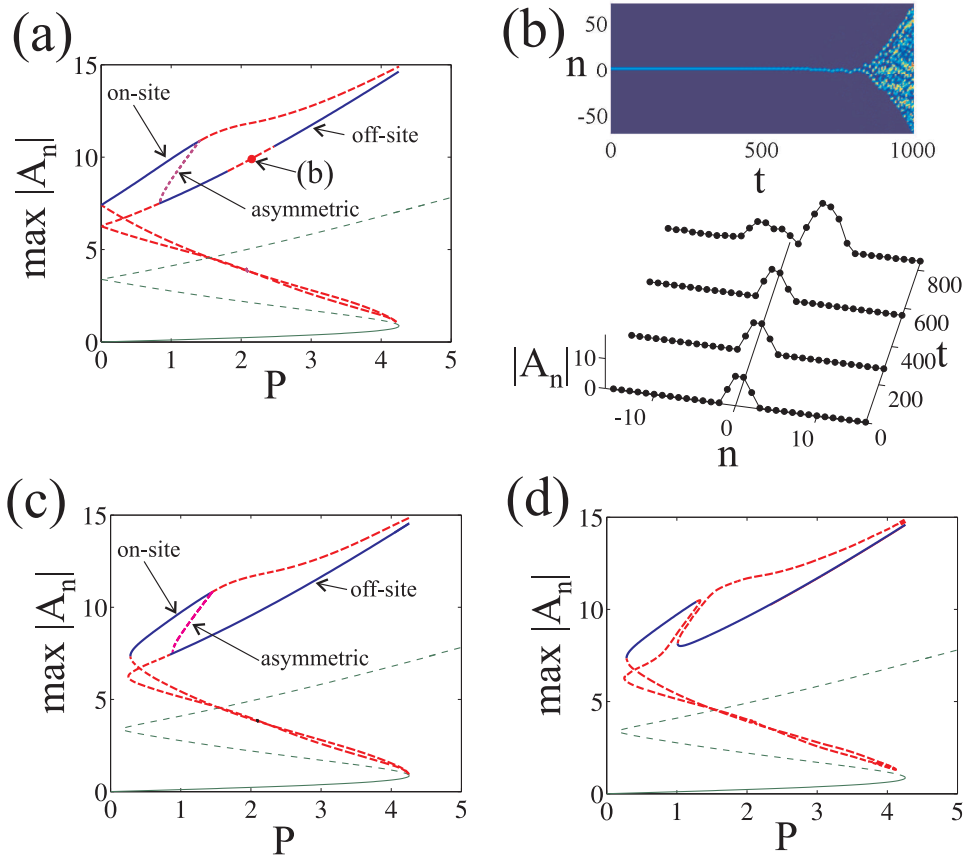 (a)
15
10
5
0
max |A_n|
0 1 2 3 4 5
P
on-site
off-site
asymmetric
(b)
(b)
50
0
-50
n
0 500 1000
t
|A_n|
10
0
-10 0 10
n
0
200
400
600
800
t
(c)
15
10
5
0
max |A_n|
0 1 2 3 4 5
P
on-site
off-site
asymmetric
(d)
15
10
5
0
max |A_n|
0 1 2 3 4 5
P